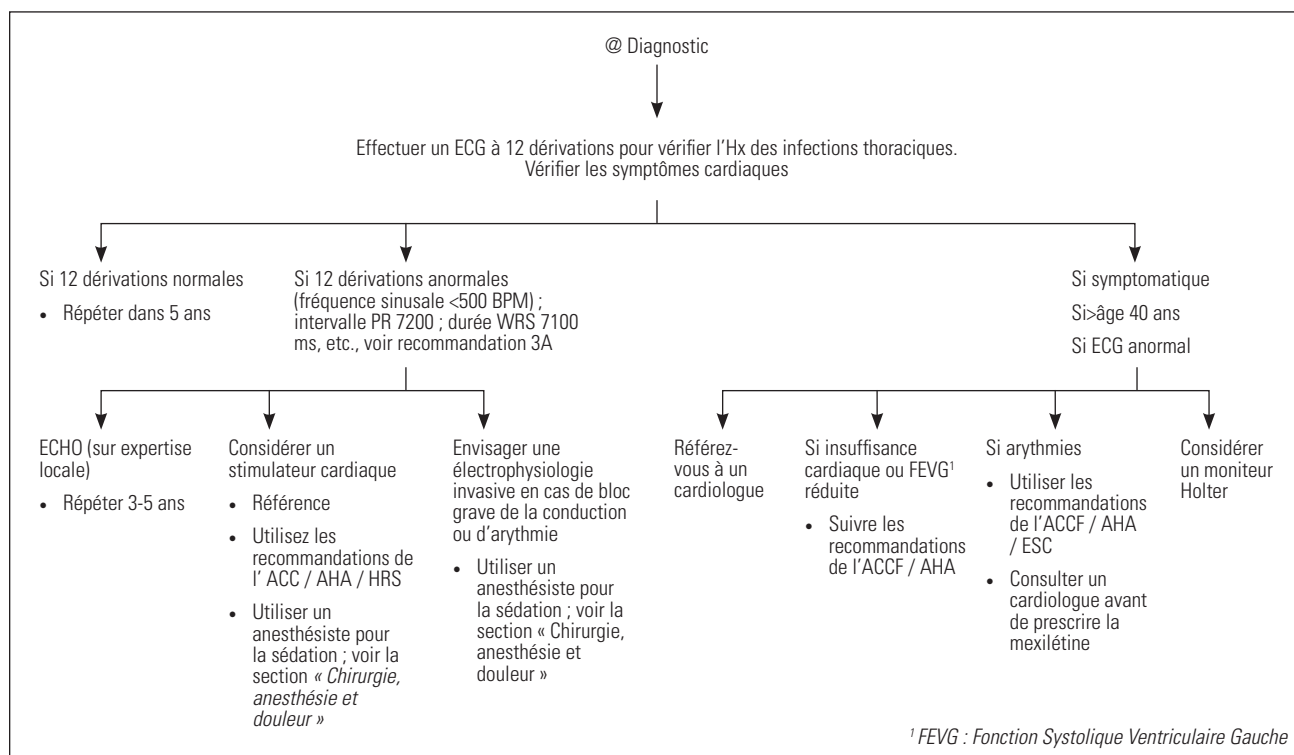 @ Diagnostic
Effectuer un ECG à 12 dérivations pour vérifier l'Hx des infections thoraciques.
Vérifier les symptômes cardiaques
Si 12 dérivations normales
• Répéter dans 5 ans
Si 12 dérivations anormales
(fréquence sinusale <500 BPM) ;
intervalle PR 7200 ; durée WRS 7100
ms, etc., voir recommandation 3A
Si symptomatique
Si>âge 40 ans
Si ECG anormal
ECHO (sur expertise
locale)
• Répéter 3-5 ans
Considérer un
stimulateur cardiaque
• Référence
• Utilisez les
recommandations de
l' ACC / AHA / HRS
• Utiliser un
anesthésiste pour
la sédation ; voir la
section « Chirurgie,
anesthésie et
douleur »
Envisager une
électrophysiologie
invasive en cas de bloc
grave de la conduction
ou d'arythmie
• Utiliser un
anesthésiste pour
la sédation ; voir la
section « Chirurgie,
anesthésie et
douleur »
Référez-
vous à un
cardiologue
Si insuffisance
cardiaque ou FEVG¹
réduite
• Suivre les
recommandations
de l'ACCF / AHA
Si arythmies
• Utiliser les
recommandations
de l'ACCF / AHA
/ ESC
• Consulter un
cardiologue avant
de prescrire la
mexilétine
Considérer
un moniteur
Holter
¹ FEVG : Fonction Systolique Ventriculaire Gauche